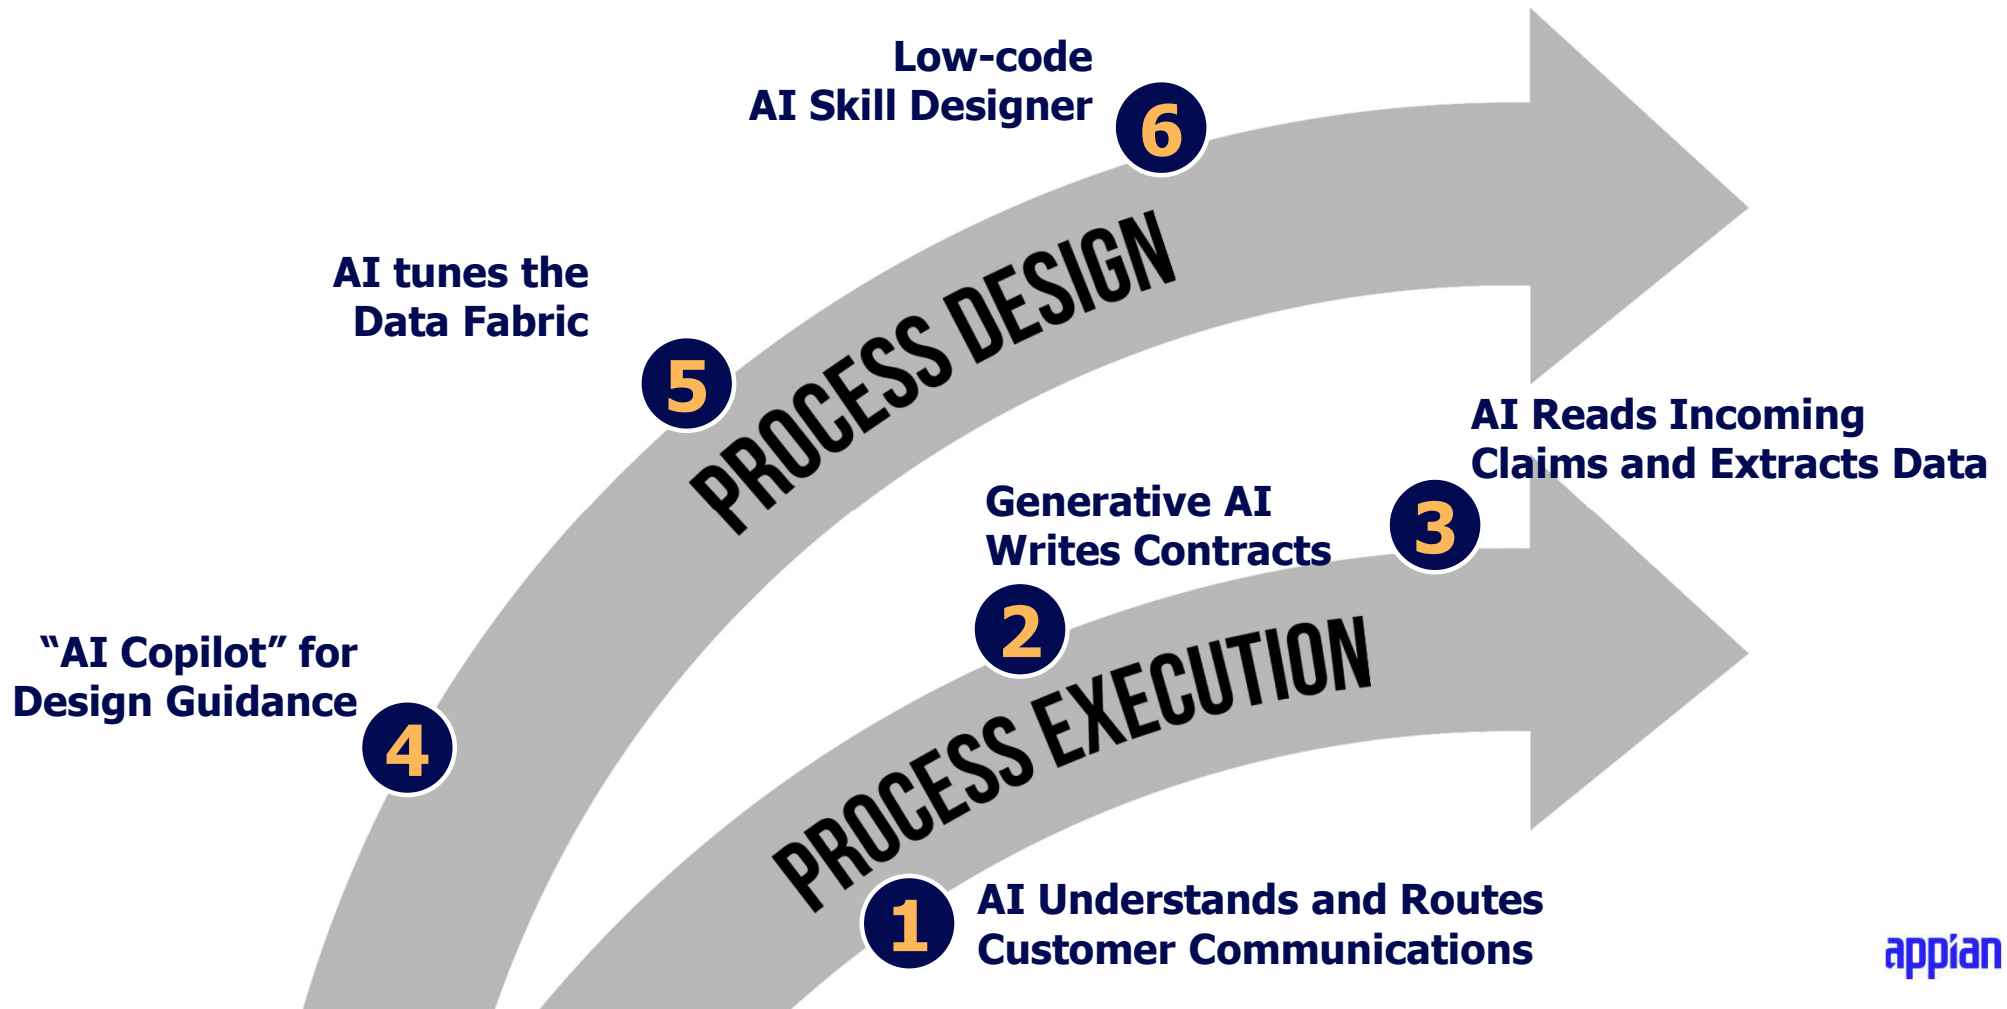 Low-code
AI Skill Designer
6
AI tunes the
Data Fabric
5
PROCESS DESIGN
"AI Copilot" for
Design Guidance
4
AI Reads Incoming
Claims and Extracts Data
3
Generative AI
Writes Contracts
2
PROCESS EXECUTION
1
AI Understands and Routes
Customer Communications
appian